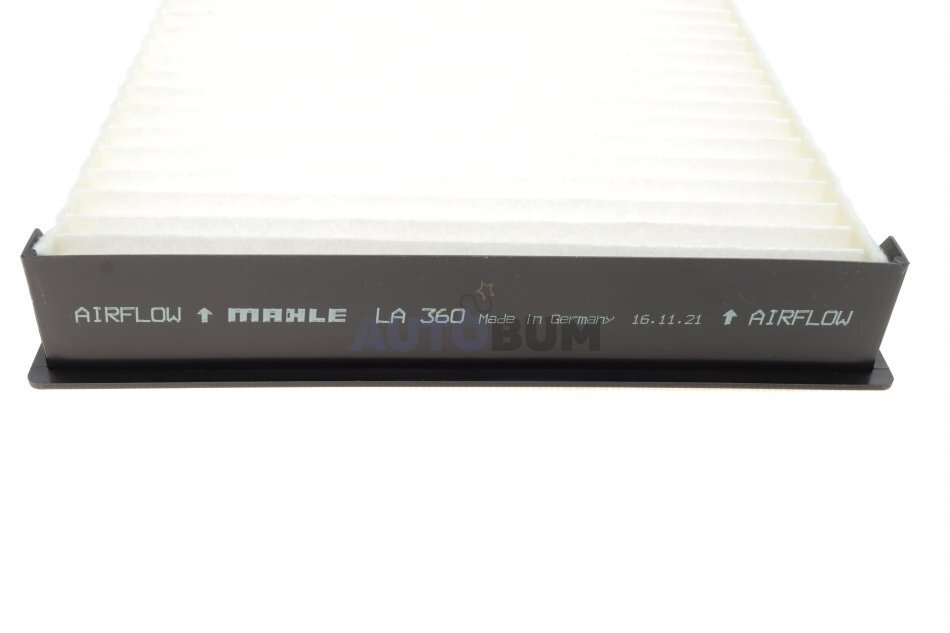 AIRFLOW ↑ MAHLE LA 360 Made in Germany 16.11.21 ↑ AIRFLOW
AUTOBUM